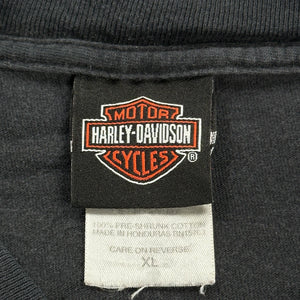 MOTOR
HARLEY-DAVIDSON
CYCLES ®
100% PRE-SHRUNK COTTON
MADE IN HONDURAS
CARE ON REVERSE
XL